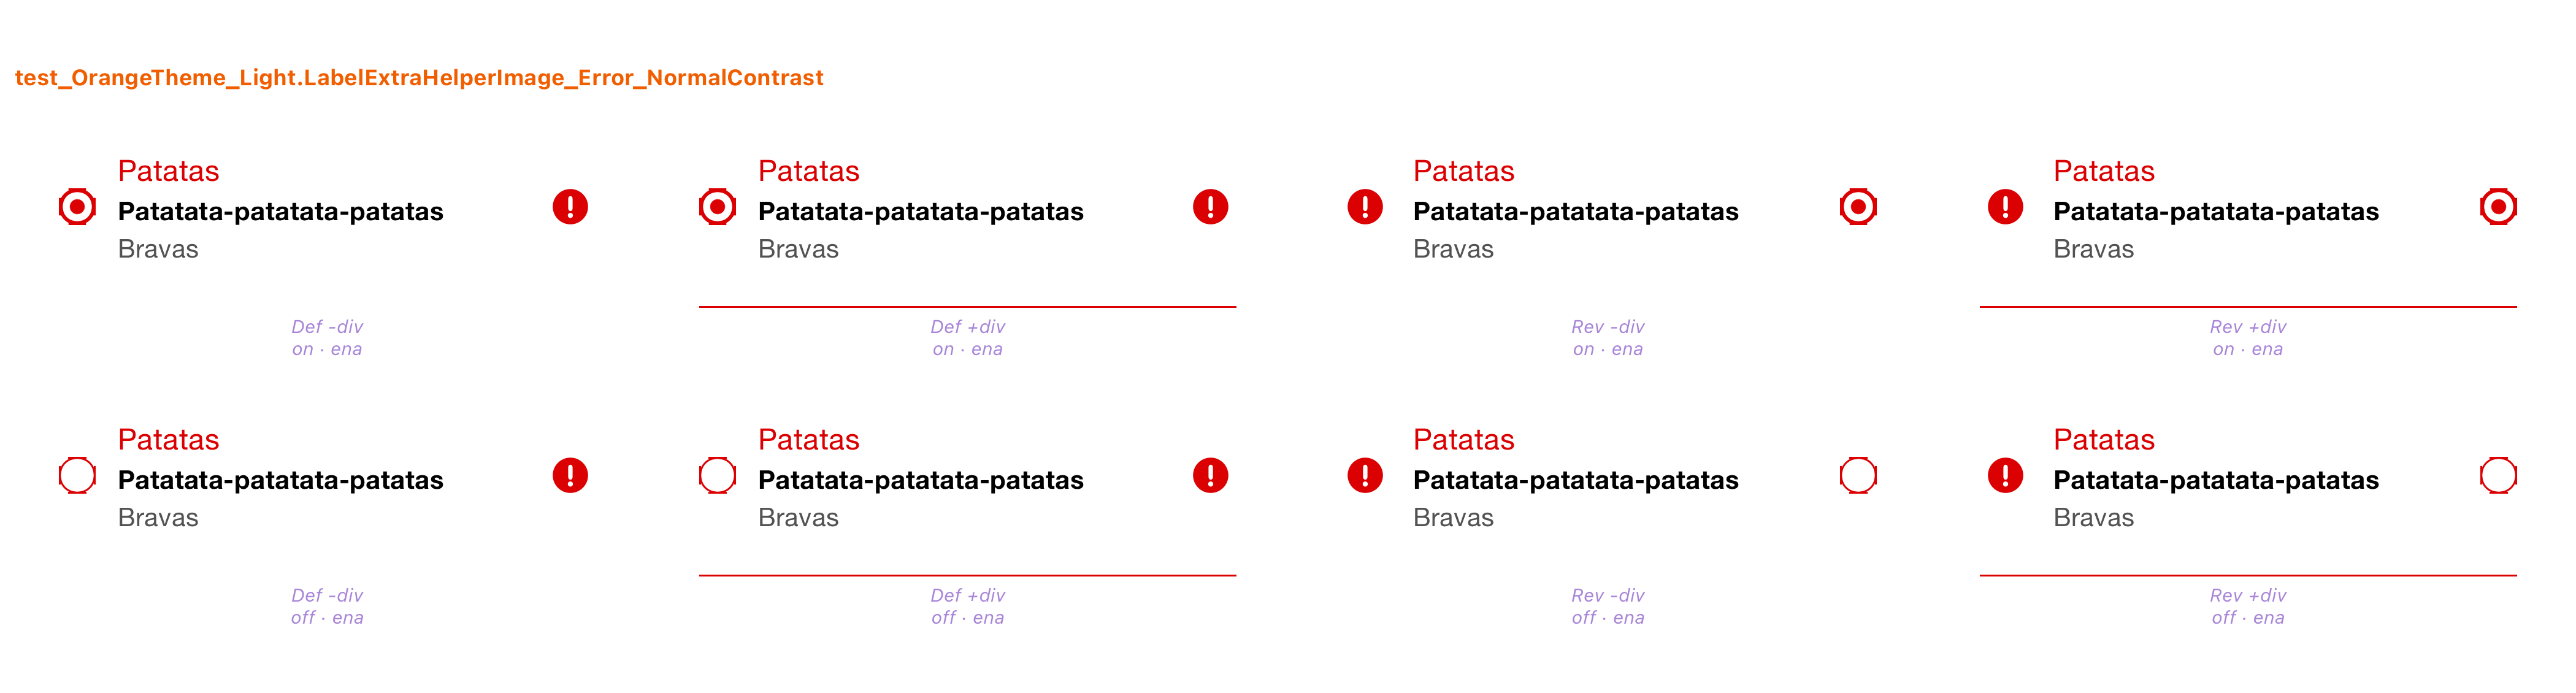 test_OrangeTheme_Light.LabelExtraHelperImage_Error_NormalContrast
Patatas
Patatata-patatata-patatas
Bravas
Def -div
on · ena
Patatas
Patatata-patatata-patatas
Bravas
Def +div
on · ena
Patatas
Patatata-patatata-patatas
Bravas
Rev -div
on · ena
Patatas
Patatata-patatata-patatas
Bravas
Rev +div
on · ena
Patatas
Patatata-patatata-patatas
Bravas
Def -div
off · ena
Patatas
Patatata-patatata-patatas
Bravas
Def +div
off · ena
Patatas
Patatata-patatata-patatas
Bravas
Rev -div
off · ena
Patatas
Patatata-patatata-patatas
Bravas
Rev +div
off · ena